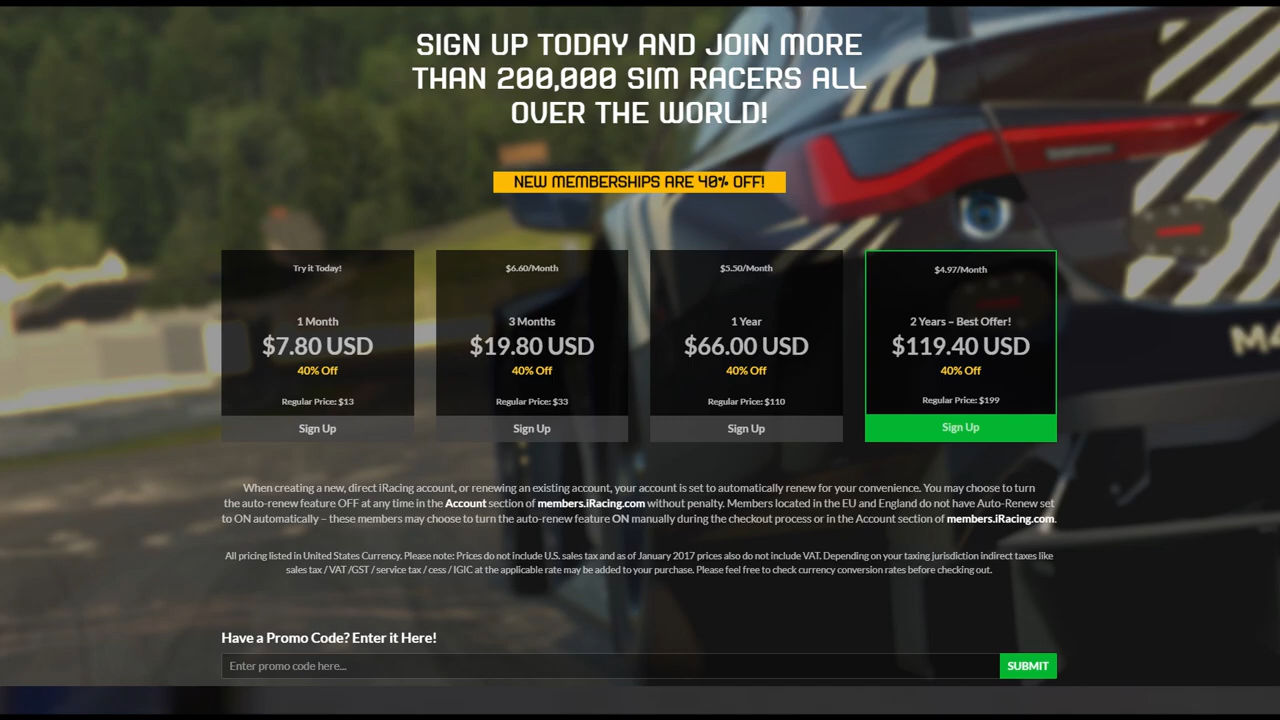 SIGN UP TODAY AND JOIN MORE
THAN 200,000 SIM RACERS ALL
OVER THE WORLD!
NEW MEMBERSHIPS ARE 40% OFF!
Try it Today!
1 Month
$7.80 USD
40% Off
Regular Price: $13
Sign Up
$6.60/Month
3 Months
$19.80 USD
40% Off
Regular Price: $33
Sign Up
$5.50/Month
1 Year
$66.00 USD
40% Off
Regular Price: $110
Sign Up
$4.97/Month
2 Years – Best Offer!
$119.40 USD
40% Off
Regular Price: $199
Sign Up
When creating a new, direct iRacing account, or renewing an existing account, your account is set to automatically renew for your convenience. You may choose to turn
the auto-renew feature OFF at any time in the Account section of members.iRacing.com without penalty. Members located in the EU and England do not have Auto-Renew set
to ON automatically – these members may choose to turn the auto-renew feature ON manually during the checkout process or in the Account section of members.iRacing.com.
All pricing listed in United States Currency. Please note: Prices do not include U.S. sales tax and as of January 2017 prices also do not include VAT. Depending on your taxing jurisdiction indirect taxes like
sales tax / VAT /GST / service tax / cess / IGIC at the applicable rate may be added to your purchase. Please feel free to check currency conversion rates before checking out.
Have a Promo Code? Enter it Here!
Enter promo code here...
SUBMIT